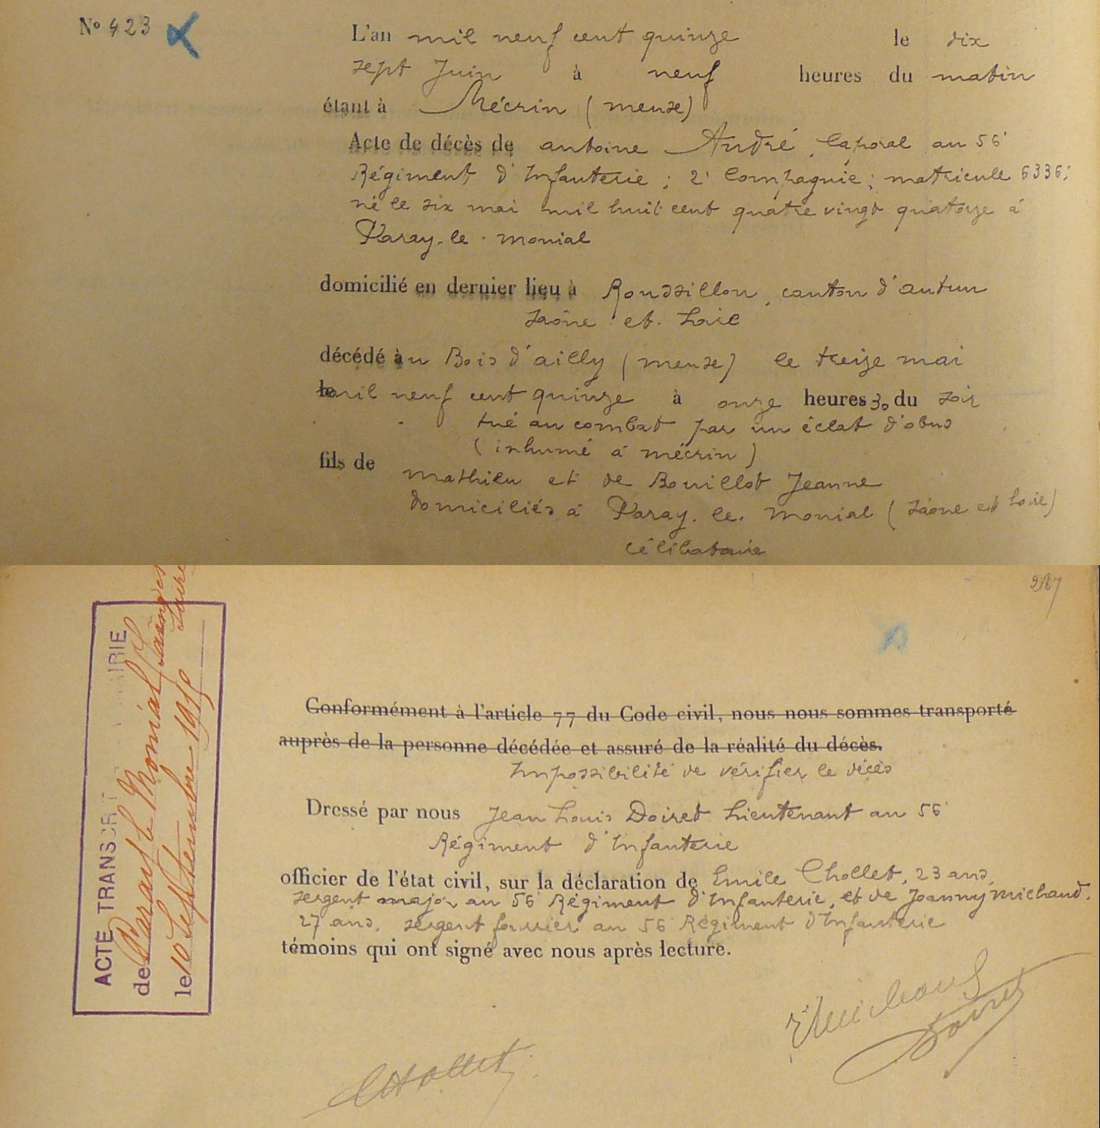 N° 423
L'an mil neuf cent quinze le dix
sept Juin à neuf heures du matin
étant à Mécrin (meuse)
Acte de décès de antoine André, Caporal au 56e
Régiment d'Infanterie; 2e Compagnie; matricule 6336;
né le six mai mil huit cent quatre vingt quatorze à
Paray-le-monial
domicilié en dernier lieu à Roussillon, canton d'autun
Saône-et-Loire
décédé au Bois d'ailly (meuse) le treize mai
mil neuf cent quinze à onze heures 30 du soir
tué au combat par un éclat d'obus
(inhumé à mécrin)
fils de mathieu et de Bouillot Jeanne
domiciliés à Paray-le-monial (Saône et Loire)
célibataire
267
ACTE TRANSCRIT MAIRIE
de Paray le Monial Saône et Loire
le 10 Septembre 1915
Conformément à l'article 77 du Code civil, nous nous sommes transporté
auprès de la personne décédée et assuré de la réalité du décès.
Impossibilité de vérifier le décès
Dressé par nous Jean Louis Doiret Lieutenant au 56e
Régiment d'Infanterie
officier de l'état civil, sur la déclaration de Emile Chollet, 23 ans,
sergent major au 56e Régiment d'Infanterie, et de Joanny michaud,
27 ans, sergent fourrier au 56e Régiment d'Infanterie
témoins qui ont signé avec nous après lecture.
Michaud
Doiret
Chollet